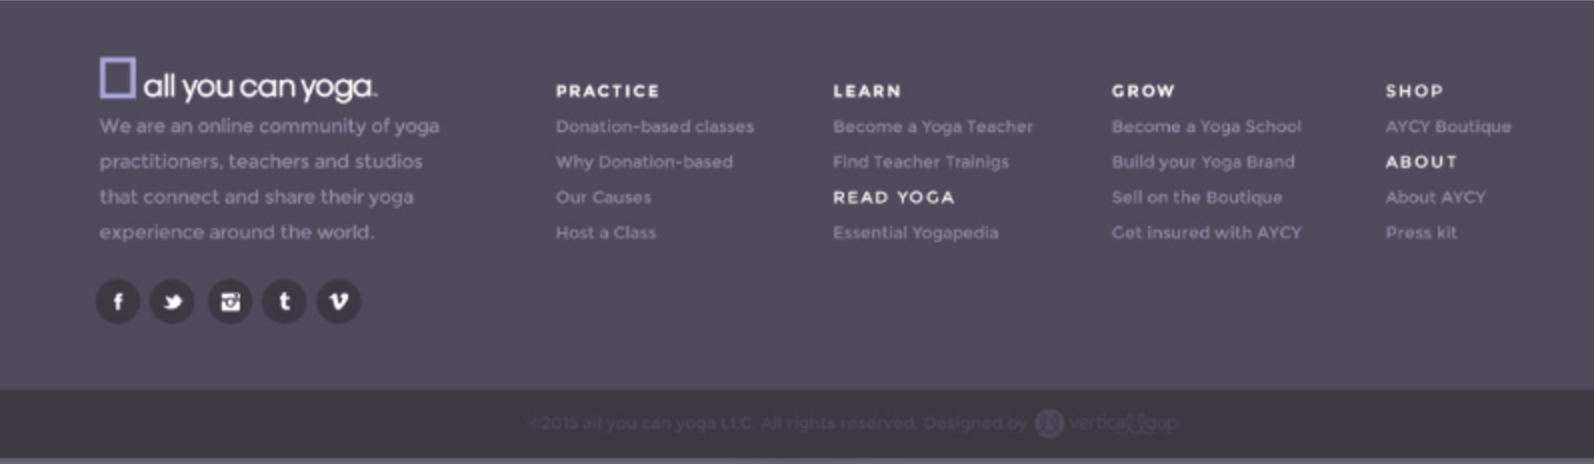 all you can yoga.
We are an online community of yoga
practitioners, teachers and studios
that connect and share their yoga
experience around the world.
PRACTICE
Donation-based classes
Why Donation-based
Our Causes
Host a Class
LEARN
Become a Yoga Teacher
Find Teacher Trainigs
READ YOGA
Essential Yogapedia
GROW
Become a Yoga School
Build your Yoga Brand
Sell on the Boutique
Get insured with AYCY
SHOP
AYCY Boutique
ABOUT
About AYCY
Press kit
©2015 all you can yoga LLC. All rights reserved. Designed by verticalloop